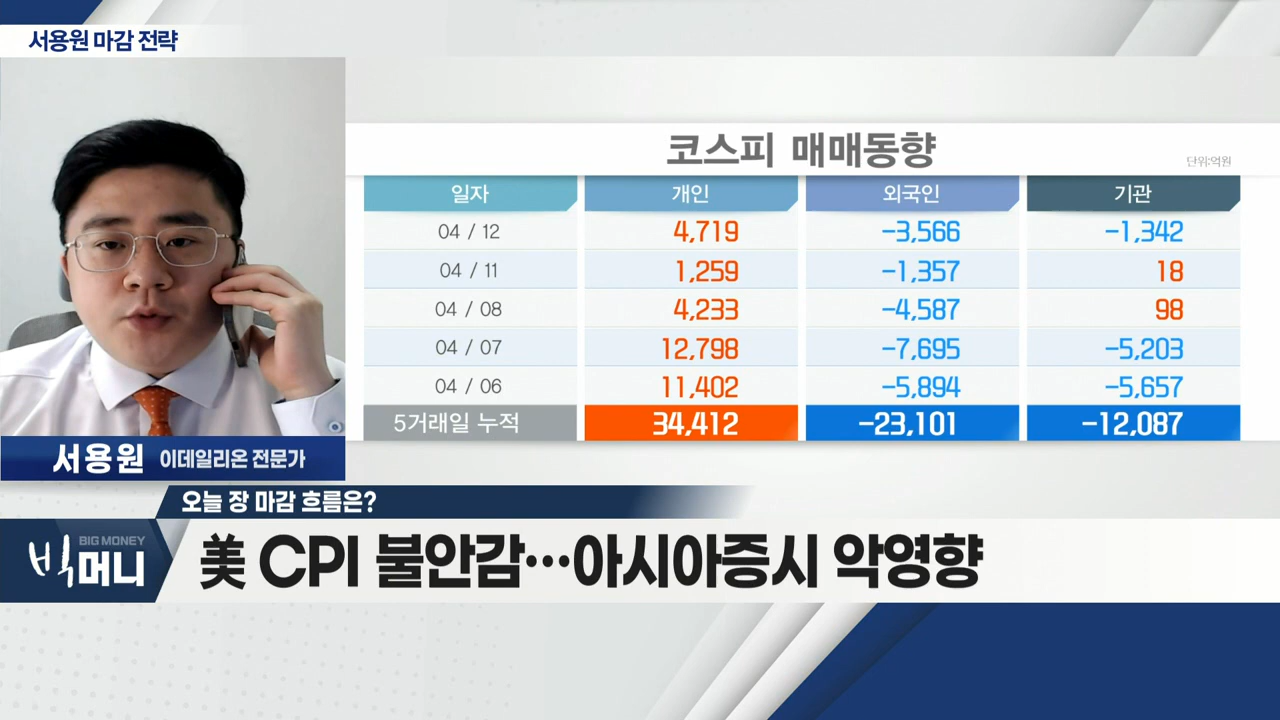 서용원 마감 전략
코스피 매매동향
단위:억원
일자 개인 외국인 기관
04 / 12 4,719 -3,566 -1,342
04 / 11 1,259 -1,357 18
04 / 08 4,233 -4,587 98
04 / 07 12,798 -7,695 -5,203
04 / 06 11,402 -5,894 -5,657
5거래일 누적 34,412 -23,101 -12,087
서용원 이데일리온 전문가
오늘 장 마감 흐름은?
BIG MONEY
빅머니
美 CPI 불안감…아시아증시 악영향